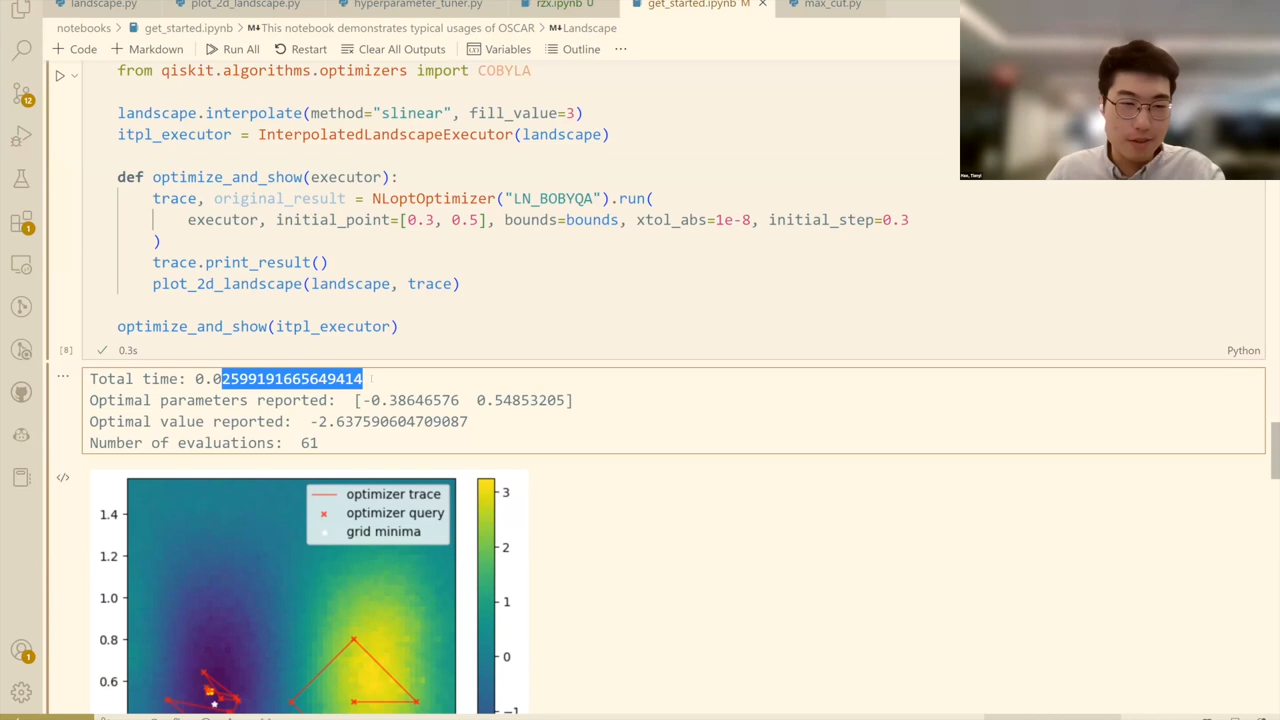 landscape.py plot_2d_landscape.py hyperparameter_tuner.py rzx.ipynb U get_started.ipynb M max_cut.py
notebooks > get_started.ipynb > M↓This notebook demonstrates typical usages of OSCAR > M↓Landscape
+ Code + Markdown Run All Restart Clear All Outputs Variables Outline ...
from qiskit.algorithms.optimizers import COBYLA
landscape.interpolate(method="slinear", fill_value=3)
itpl_executor = InterpolatedLandscapeExecutor(landscape)
def optimize_and_show(executor):
trace, original_result = NLoptOptimizer("LN_BOBYQA").run(
executor, initial_point=[0.3, 0.5], bounds=bounds, xtol_abs=1e-8, initial_step=0.3
)
trace.print_result()
plot_2d_landscape(landscape, trace)
optimize_and_show(itpl_executor)
[8] 0.3s Python
Total time: 0.02599191665649414
Optimal parameters reported: [-0.38646576 0.54853205]
Optimal value reported: -2.637590604709087
Number of evaluations: 61
optimizer trace
optimizer query
grid minima
1.4
1.2
1.0
0.8
0.6
3
2
1
0
−1
12
1
1
Hao, Tianyi